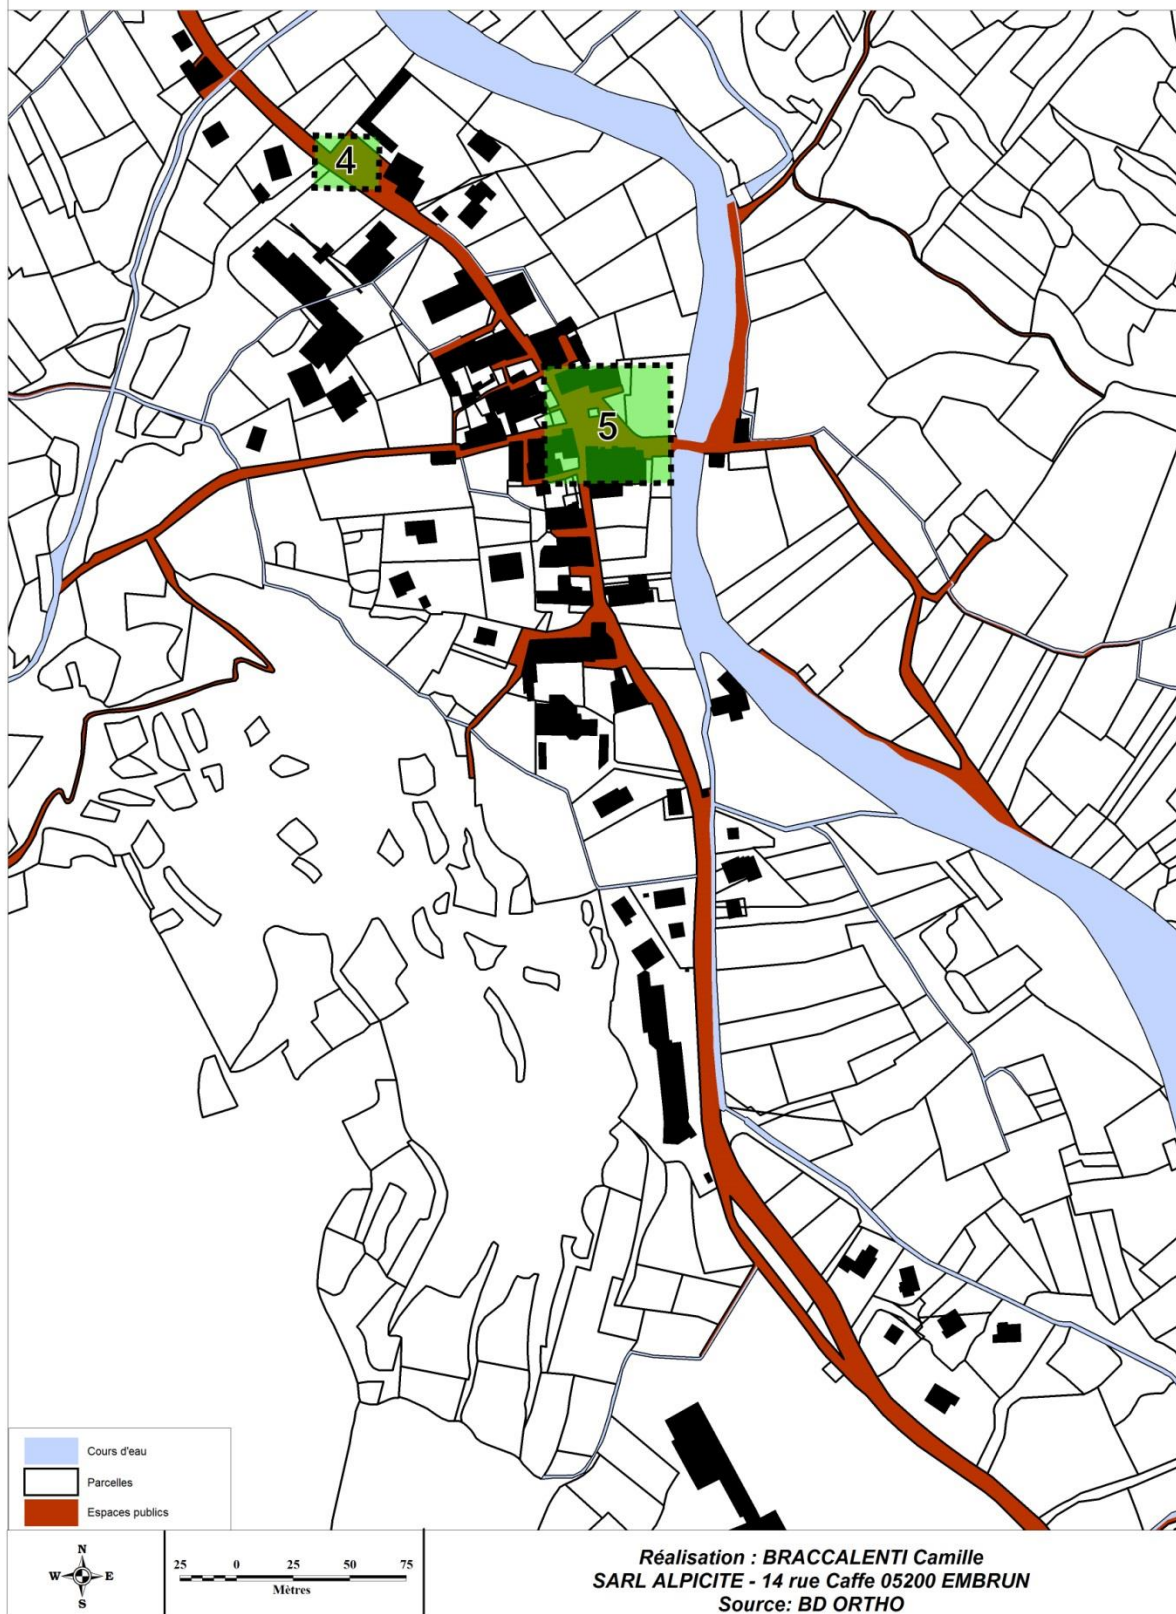 4
5
Cours d'eau
Parcelles
Espaces publics
N
W E
S
25 0 25 50 75
Mètres
Réalisation : BRACCALENTI Camille
SARL ALPICITE - 14 rue Caffe 05200 EMBRUN
Source: BD ORTHO